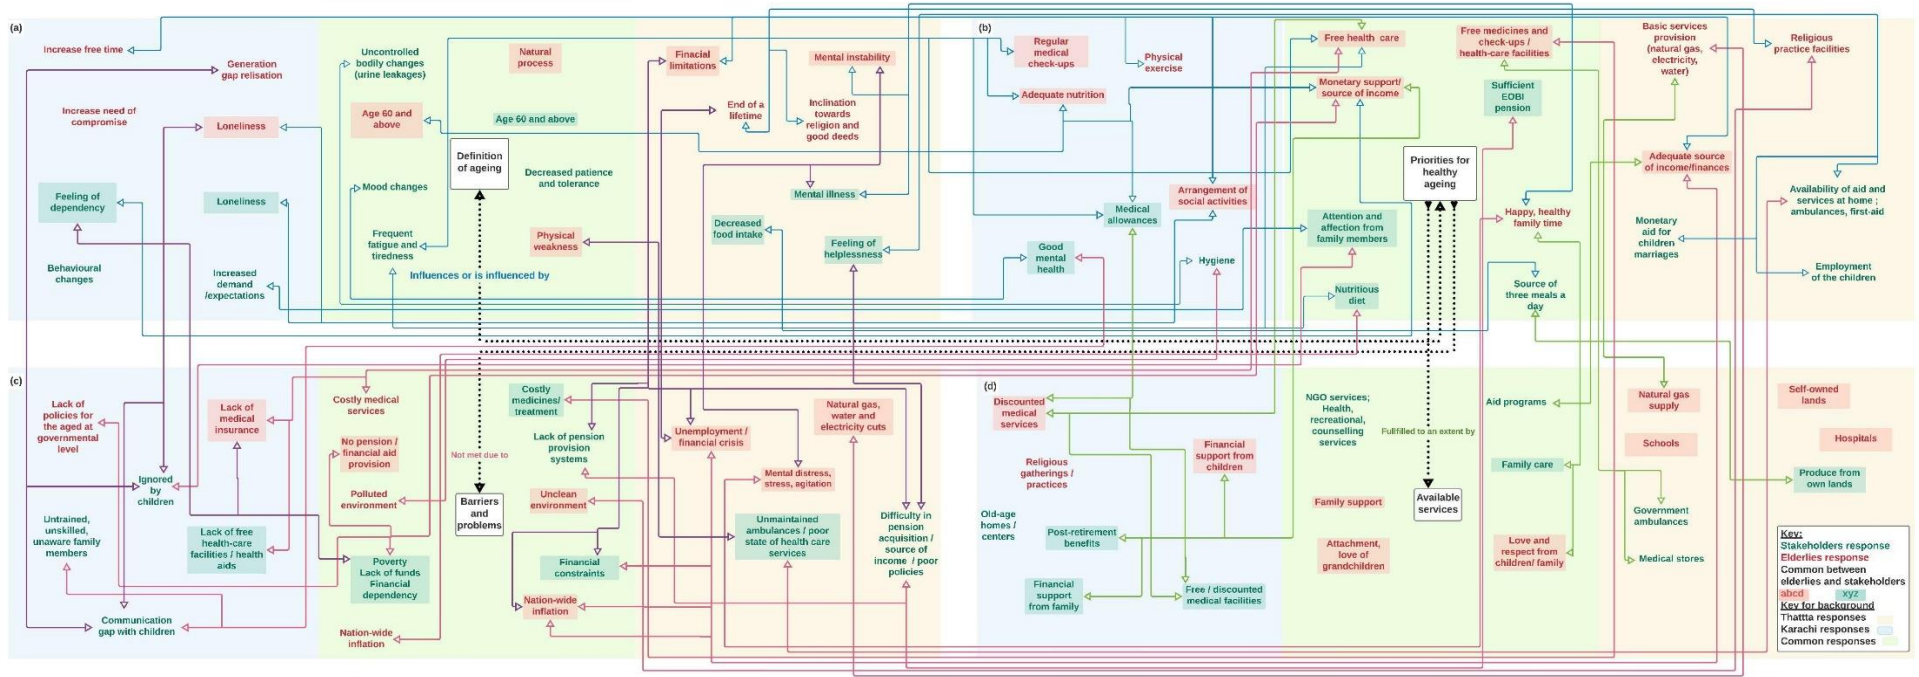 (a)
Increase free time
Generation
gap relisation
Increase need of
compromise
Loneliness
Feeling of
dependency
Loneliness
Behavioural
changes
Increased
demand
/expectations
Uncontrolled
bodily changes
(urine leakages)
Natural
process
Age 60 and
above
Age 60 and above
Definition
of ageing
Decreased patience
and tolerance
Mood changes
Frequent
fatigue and
tiredness
Physical
weakness
Influences or is influenced by
Finacial
limitations
Mental instability
End of a
lifetime
Inclination
towards
religion and
good deeds
Mental illness
Decreased
food intake
Feeling of
helplessness
(b)
Regular
medical
check-ups
Physical
exercise
Adequate nutrition
Arrangement of
social activities
Medical
allowances
Good
mental
health
Hygiene
Free health care
Monetary support/
source of income
Free medicines and
check-ups /
health-care facilities
Sufficient
EOBI
pension
Priorities for
healthy
ageing
Attention and
affection from
family members
Happy, healthy
family time
Nutritious
diet
Source of
three meals a
day
Basic services
provision
(natural gas,
electricity,
water)
Religious
practice facilities
Adequate source
of income/finances
Availability of aid and
services at home ;
ambulances, first-aid
Monetary
aid for
children
marriages
Employment
of the children
(c)
Lack of
policies for
the aged at
governmental
level
Lack of
medical
insurance
Ignored
by
children
Untrained,
unskilled,
unaware family
members
Lack of free
health-care
facilities / health
aids
Communication
gap with children
Costly medical
services
No pension /
financial aid
provision
Polluted
environment
Poverty
Lack of funds
Financial
dependency
Nation-wide
inflation
Not met due to
Barriers
and
problems
Costly
medicines/
treatment
Lack of pension
provision
systems
Unclean
environment
Financial
constraints
Nation-wide
inflation
Unemployment /
financial crisis
Natural gas,
water and
electricity cuts
Mental distress,
stress, agitation
Unmaintained
ambulances / poor
state of health care
services
Difficulty in
pension
acquisition /
source of
income / poor
policies
(d)
Discounted
medical
services
Religious
gatherings /
practices
Financial
support from
children
Old-age
homes /
centers
Post-retirement
benefits
Financial
support
from family
Free / discounted
medical facilities
NGO services;
Health,
recreational,
counselling
services
Fullfilled to an extent by
Family support
Attachment,
love of
grandchildren
Available
services
Aid programs
Family care
Love and
respect from
children/ family
Natural gas
supply
Schools
Government
ambulances
Medical stores
Self-owned
lands
Hospitals
Produce from
own lands
Key:
Stakeholders response
Elderlies response
Common between
elderlies and stakeholders
abcd xyz
Key for background
Thattta responses
Karachi responses
Common responses